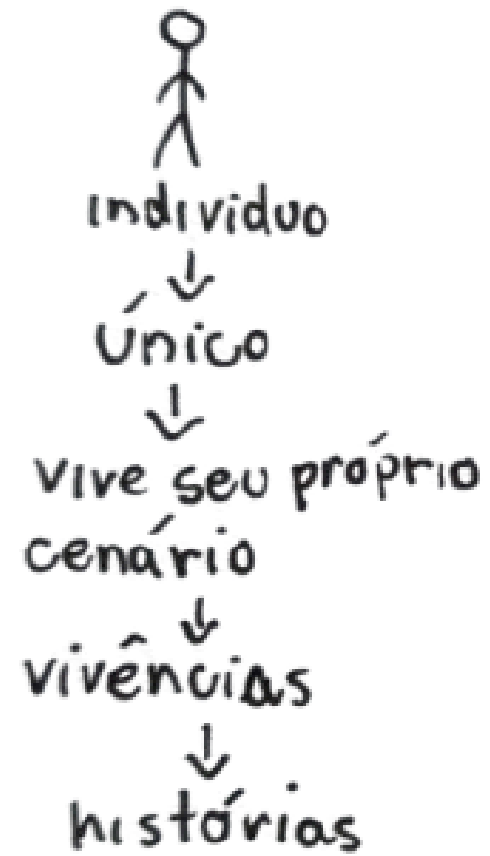 individuo
único
vive seu próprio
cenário
vivências
histórias